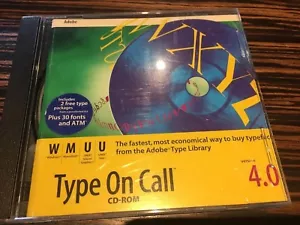 Adobe
Includes
2 free type
packages.
Plus 30 fonts
and ATM
W M U U
The fastest, most economical way to buy typefac
from the Adobe Type Library
Type On Call
CD-ROM
4.0